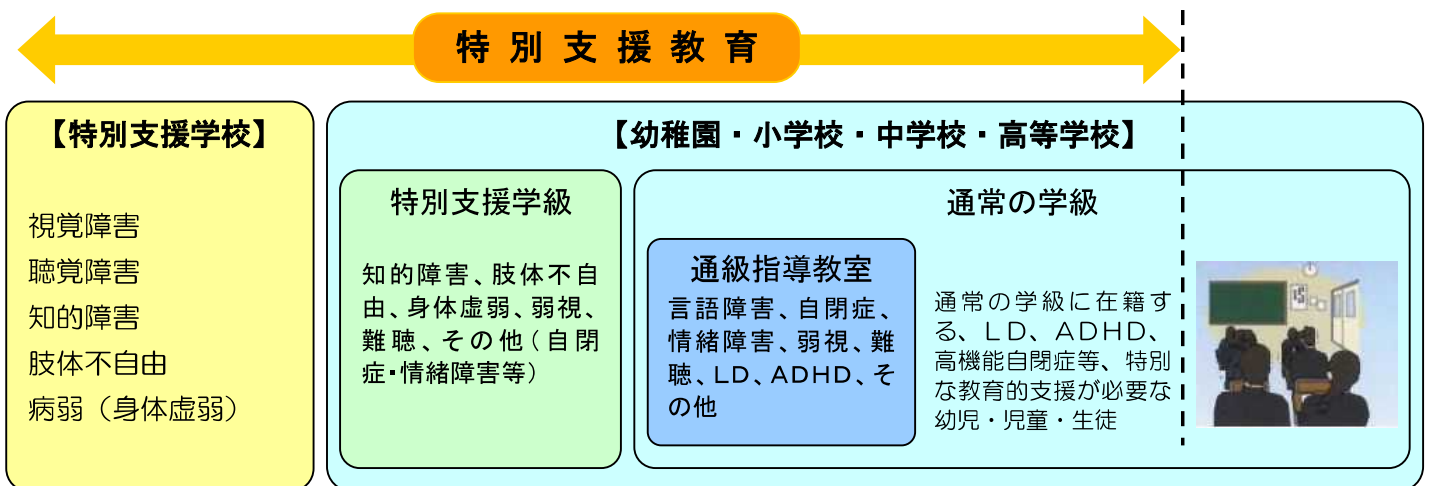 特別支援教育
【特別支援学校】
視覚障害
聴覚障害
知的障害
肢体不自由
病弱（身体虚弱）
【幼稚園・小学校・中学校・高等学校】
特別支援学級
知的障害、肢体不自
由、身体虚弱、弱視、
難聴、その他（自閉
症・情緒障害等）
通常の学級
通級指導教室
言語障害、自閉症、
情緒障害、弱視、難
聴、LD、ADHD、そ
の他
通常の学級に在籍す
る、ＬＤ、ＡＤＨＤ、
高機能自閉症等、特別
な教育的支援が必要な
幼児・児童・生徒